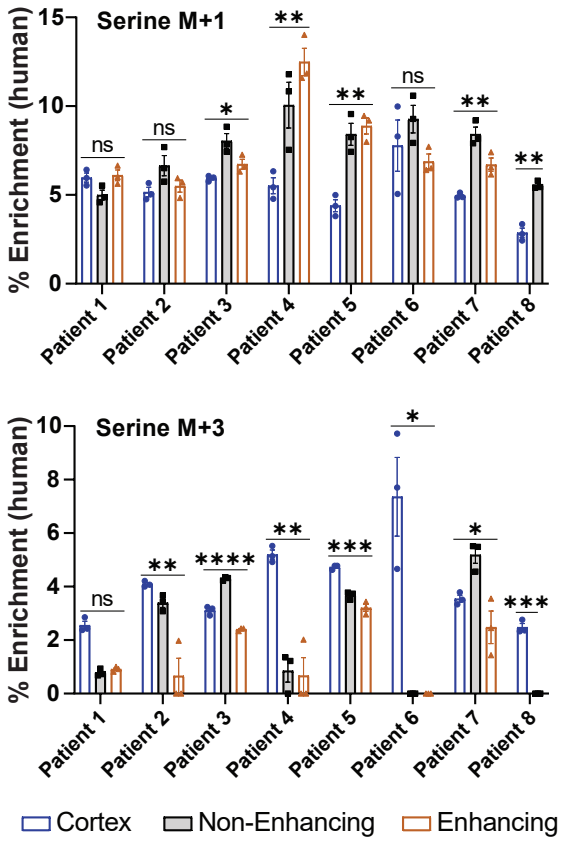 Serine M+1
% Enrichment (human)
15
10
5
0
ns
ns
*
**
**
ns
**
**
Patient 1
Patient 2
Patient 3
Patient 4
Patient 5
Patient 6
Patient 7
Patient 8
Serine M+3
% Enrichment (human)
10
8
6
4
2
0
ns
**
****
**
***
*
*
***
Patient 1
Patient 2
Patient 3
Patient 4
Patient 5
Patient 6
Patient 7
Patient 8
Cortex Non-Enhancing Enhancing